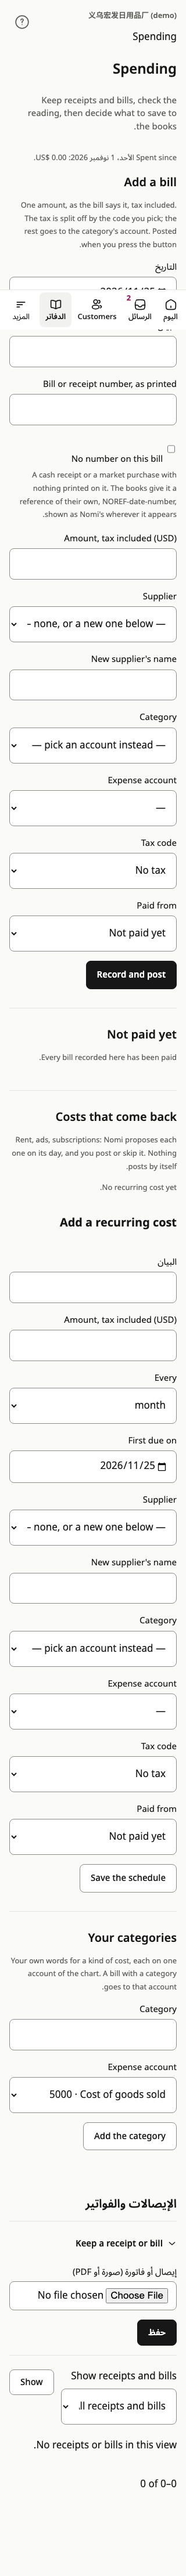 义乌宏发日用品厂 (demo)
Spending
Spending
Keep receipts and bills, check the
reading, then decide what to save to
the books.
Spent since الأحد، 1 نوفمبر 2026: US$ 0.00.
Add a bill
One amount, as the bill says it, tax included.
The tax is split off by the code you pick; the
rest goes to the category's account. Posted
when you press the button.
التاريخ
اليوم
الرسائل
2
Customers
الدفاتر
المزيد
Bill or receipt number, as printed
No number on this bill
A cash receipt or a market purchase with
nothing printed on it. The books give it a
reference of their own, NOREF-date-number,
shown as Nomi's wherever it appears.
Amount, tax included (USD)
Supplier
— none, or a new one below –
New supplier's name
Category
— pick an account instead —
Expense account
—
Tax code
No tax
Paid from
Not paid yet
Record and post
Not paid yet
Every bill recorded here has been paid.
Costs that come back
Rent, ads, subscriptions: Nomi proposes each
one on its day, and you post or skip it. Nothing
posts by itself.
No recurring cost yet.
Add a recurring cost
البيان
Amount, tax included (USD)
Every
month
First due on
2026/11/25
Supplier
— none, or a new one below –
New supplier's name
Category
— pick an account instead —
Expense account
—
Tax code
No tax
Paid from
Not paid yet
Save the schedule
Your categories
Your own words for a kind of cost, each on one
account of the chart. A bill with a category
goes to that account.
Category
Expense account
5000 · Cost of goods sold
Add the category
الإيصالات والفواتير
Keep a receipt or bill
إيصال أو فاتورة (صورة أو PDF)
Choose File No file chosen
حفظ
Show receipts and bills
ll receipts and bills
Show
No receipts or bills in this view.
0–0 of 0